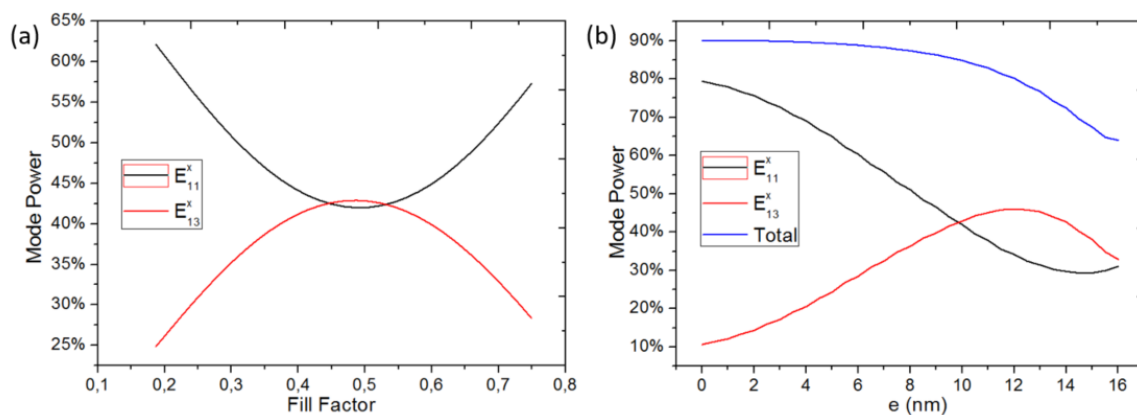 (a)
Mode Power
65%
60%
55%
50%
45%
40%
35%
30%
25%
E^x_11
E^x_13
0,1 0,2 0,3 0,4 0,5 0,6 0,7 0,8
Fill Factor
(b)
Mode Power
90%
80%
70%
60%
50%
40%
30%
20%
10%
E^x_11
E^x_13
Total
0 2 4 6 8 10 12 14 16
e (nm)